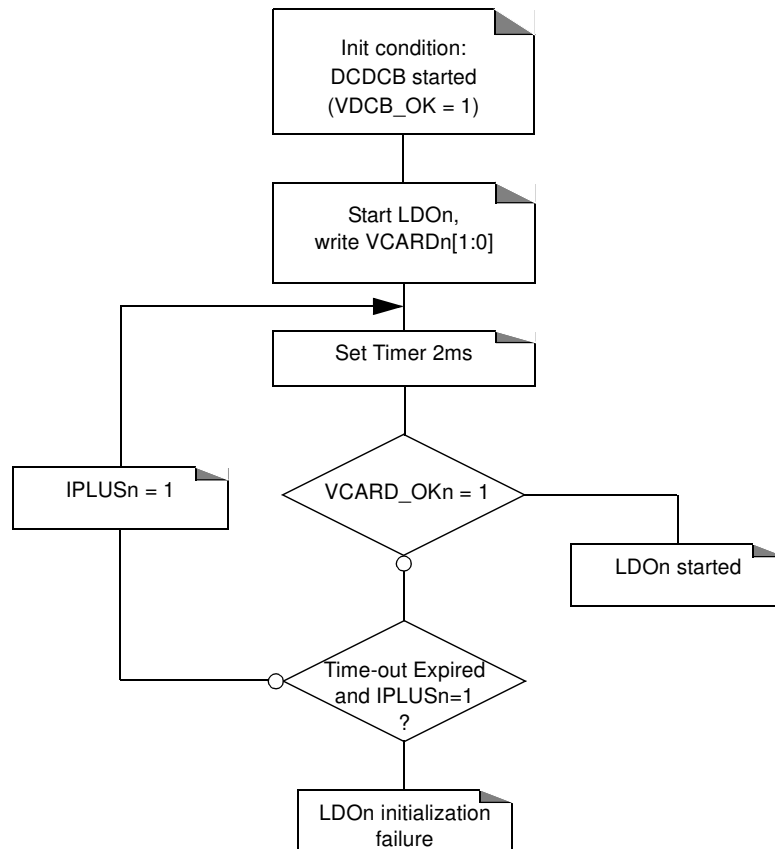 Init condition:
DCDCB started
(VDCB_OK = 1)
Start LDOn,
write VCARDn[1:0]
Set Timer 2ms
IPLUSn = 1
VCARD_OKn = 1
LDOn started
Time-out Expired
and IPLUSn=1
?
LDOn initialization
failure